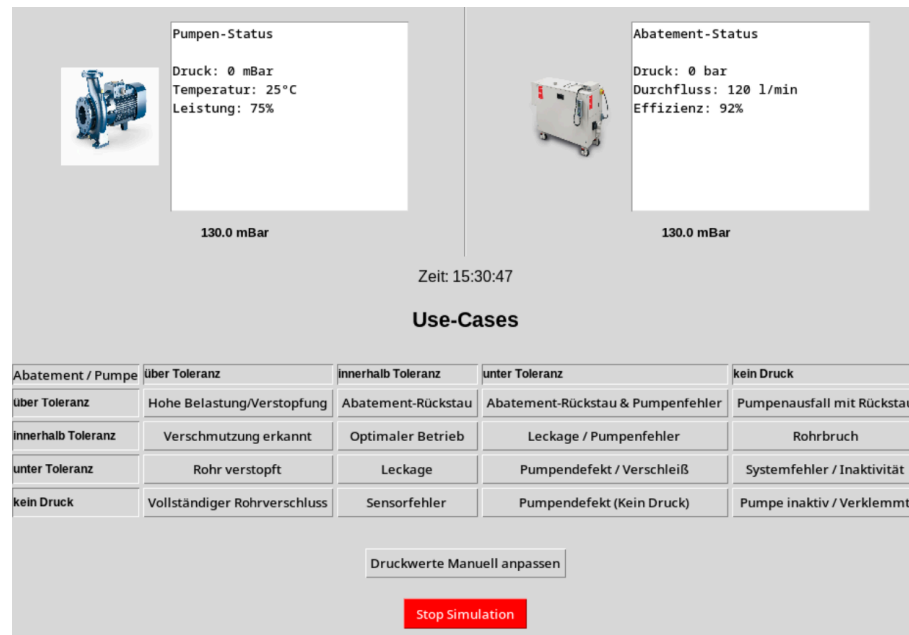 Pumpen-Status
Druck: 0 mBar
Temperatur: 25°C
Leistung: 75%
130.0 mBar
Abatement-Status
Druck: 0 bar
Durchfluss: 120 l/min
Effizienz: 92%
130.0 mBar
Zeit: 15:30:47
Use-Cases
Abatement / Pumpe über Toleranz innerhalb Toleranz unter Toleranz kein Druck
über Toleranz Hohe Belastung/Verstopfung Abatement-Rückstau Abatement-Rückstau & Pumpenfehler Pumpenausfall mit Rückstau
innerhalb Toleranz Verschmutzung erkannt Optimaler Betrieb Leckage / Pumpenfehler Rohrbruch
unter Toleranz Rohr verstopft Leckage Pumpendefekt / Verschleiß Systemfehler / Inaktivität
kein Druck Vollständiger Rohrverschluss Sensorfehler Pumpendefekt (Kein Druck) Pumpe inaktiv / Verklemmt
Druckwerte Manuell anpassen
Stop Simulation